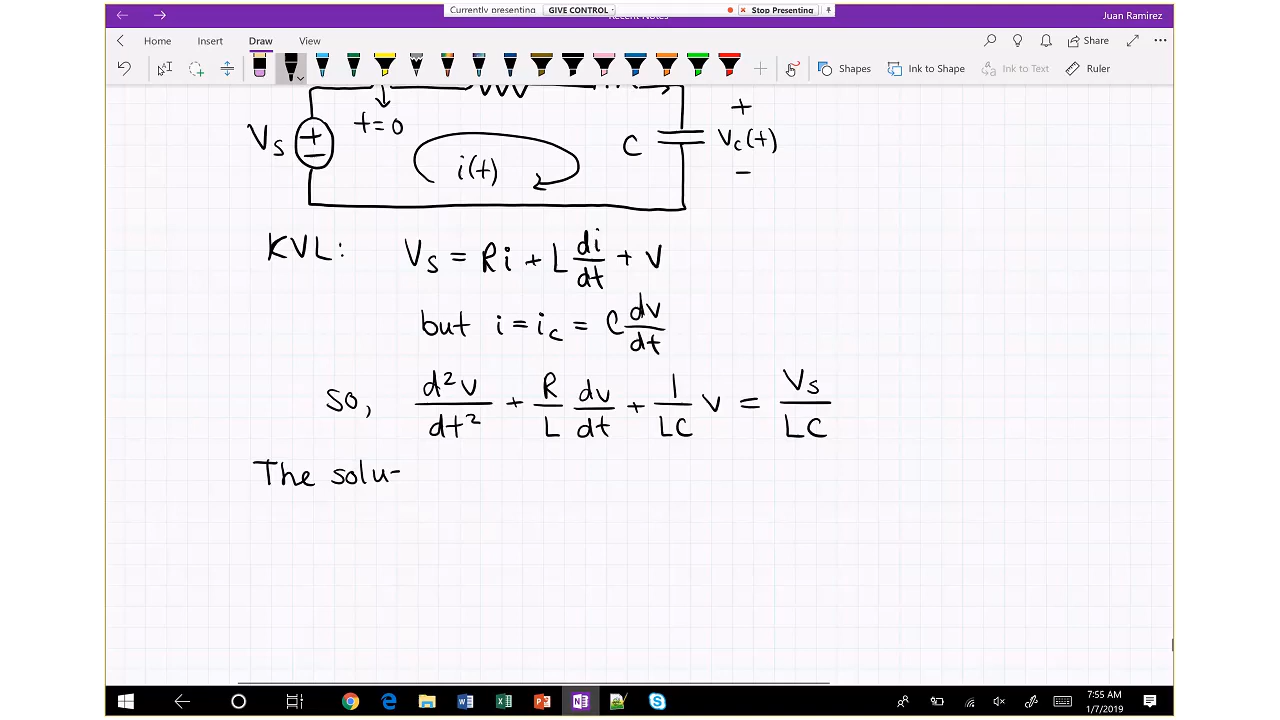 Currently presenting GIVE CONTROL Stop Presenting
Recent Notes
Juan Ramirez
Home Insert Draw View
Share
Shapes Ink to Shape Ink to Text Ruler
Vs
t=0
i(t)
C
+
Vc(t)
-
KVL: Vs = Ri + L di/dt + v
but i = ic = C dv/dt
so, d²v/dt² + R/L dv/dt + 1/LC v = Vs/LC
The solu-
7:55 AM
1/7/2019